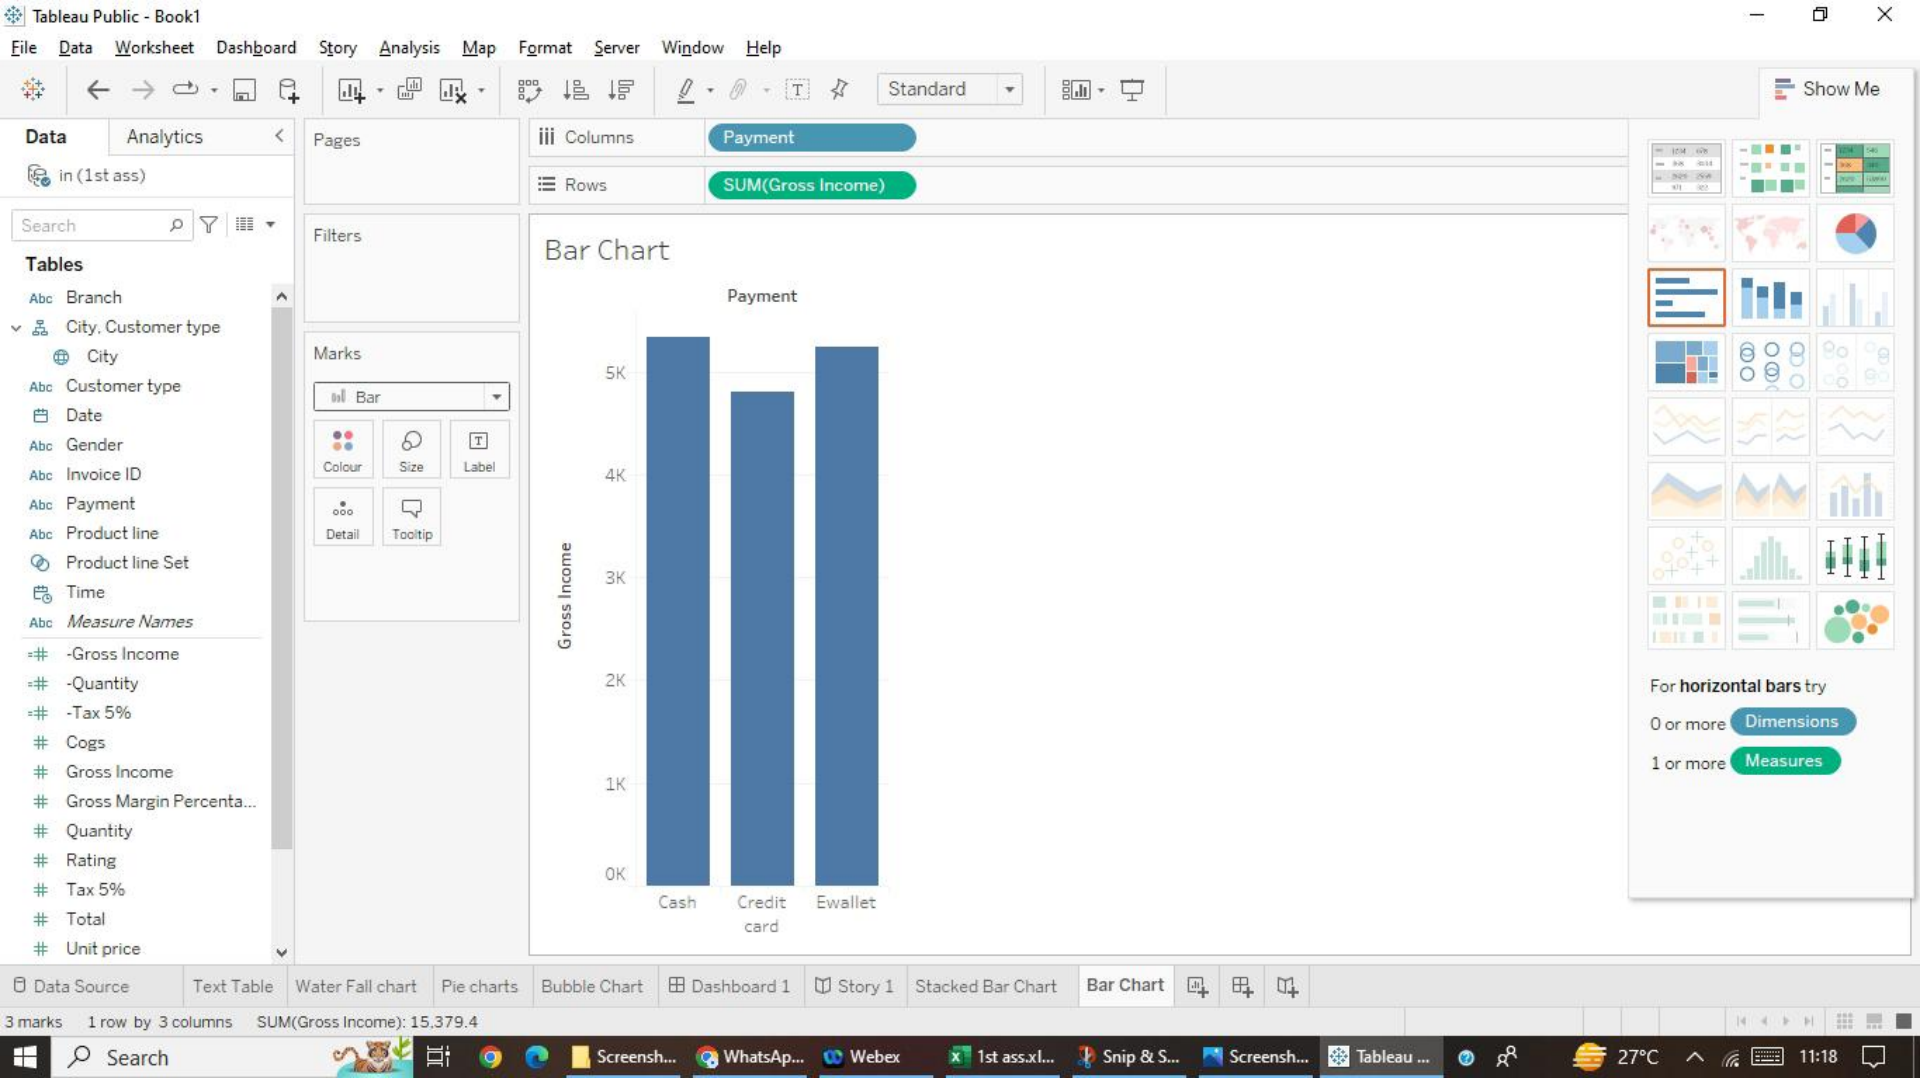 Tableau Public - Book1
File Data Worksheet Dashboard Story Analysis Map Format Server Window Help
Standard
Show Me
Data Analytics
in (1st ass)
Search
Tables
Abc Branch
City, Customer type
City
Abc Customer type
Date
Abc Gender
Abc Invoice ID
Abc Payment
Abc Product line
Product line Set
Time
Abc Measure Names
=# -Gross Income
=# -Quantity
=# -Tax 5%
# Cogs
# Gross Income
# Gross Margin Percenta...
# Quantity
# Rating
# Tax 5%
# Total
# Unit price
Pages
Filters
Marks
Bar
Colour Size Label
Detail Tooltip
Columns Payment
Rows SUM(Gross Income)
Bar Chart
Payment
Gross Income
5K
4K
3K
2K
1K
0K
Cash Credit card Ewallet
For horizontal bars try
0 or more Dimensions
1 or more Measures
Data Source Text Table Water Fall chart Pie charts Bubble Chart Dashboard 1 Story 1 Stacked Bar Chart Bar Chart
3 marks 1 row by 3 columns SUM(Gross Income): 15,379.4
Search Screensh... WhatsAp... Webex 1st ass.xl... Snip & S... Screensh... Tableau ... 27°C 11:18